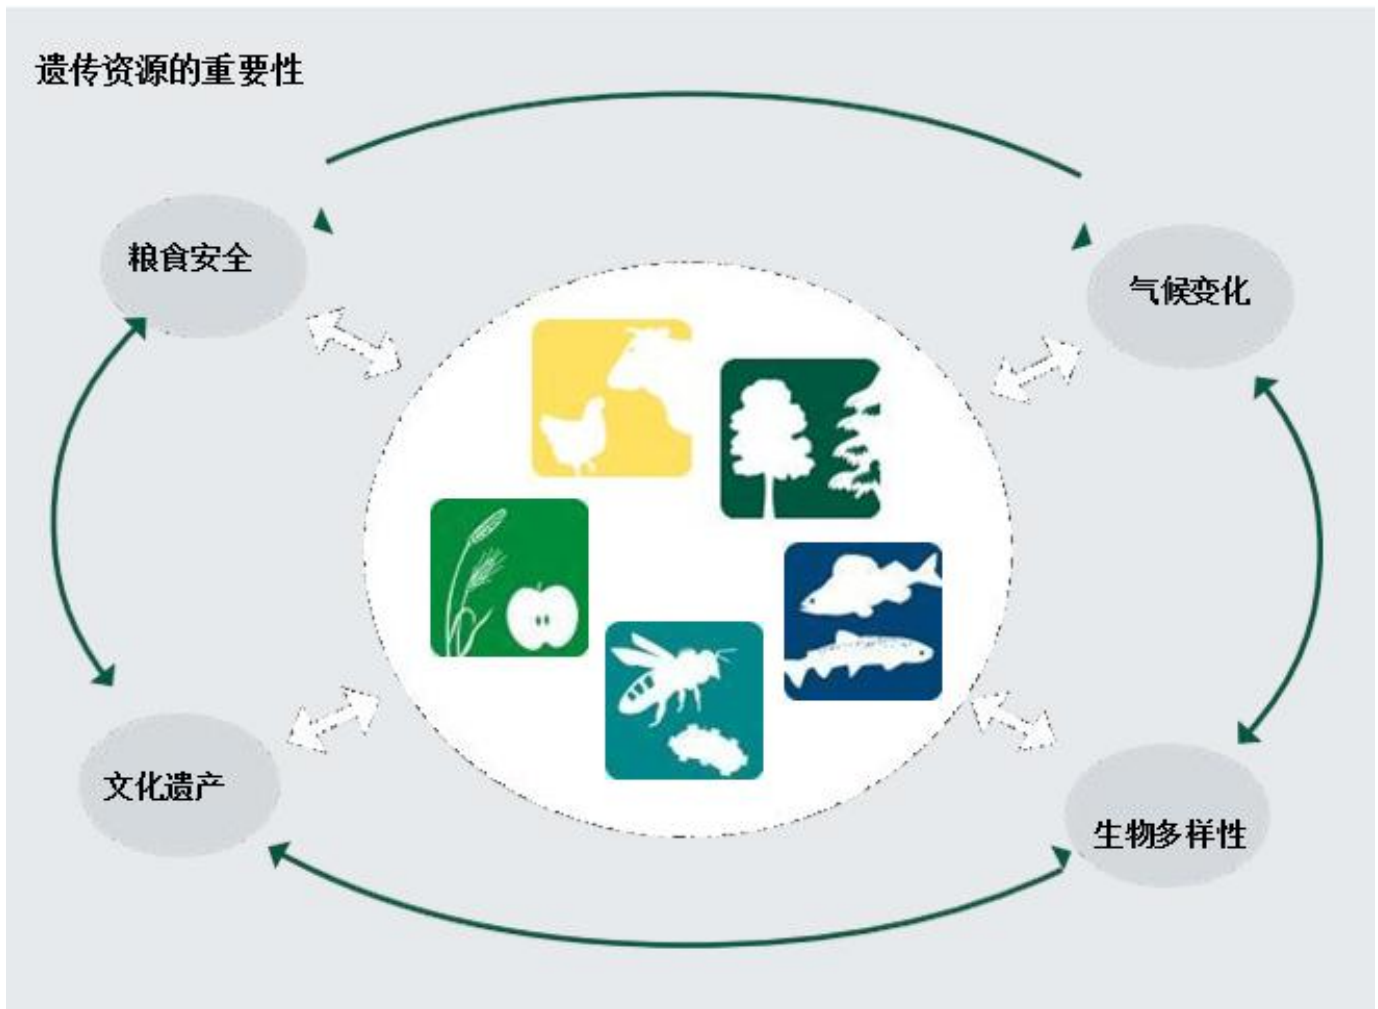 遗传资源的重要性
粮食安全
气候变化
文化遗产
生物多样性